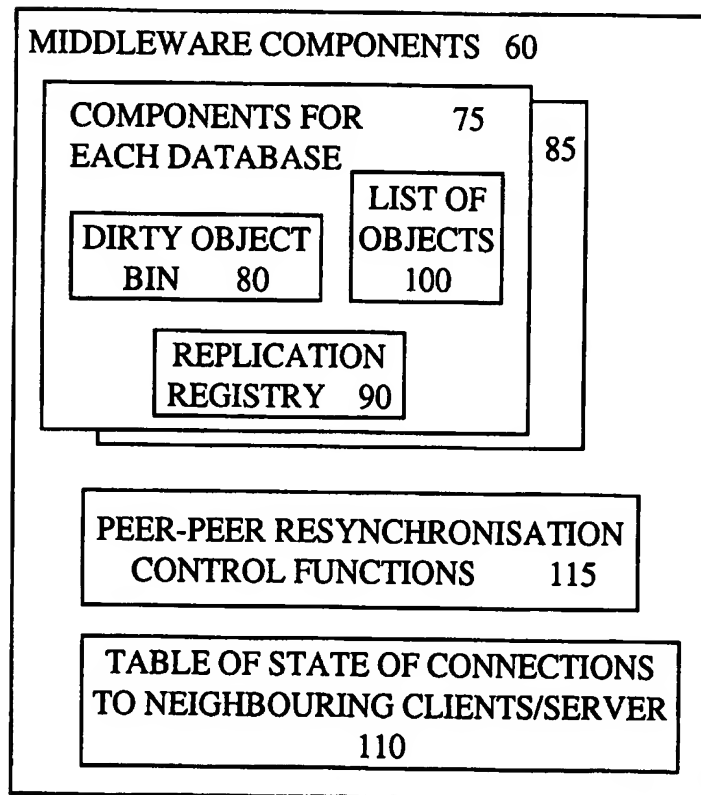 MIDDLEWARE COMPONENTS 60
COMPONENTS FOR 75
EACH DATABASE
85
LIST OF
OBJECTS
100
DIRTY OBJECT
BIN 80
REPLICATION
REGISTRY 90
PEER-PEER RESYNCHRONISATION
CONTROL FUNCTIONS 115
TABLE OF STATE OF CONNECTIONS
TO NEIGHBOURING CLIENTS/SERVER
110